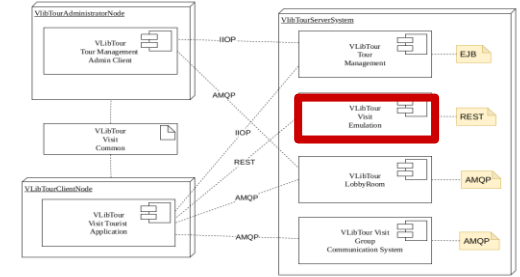 VLibTourAdministratorNode
VLibTour
Tour Management
Admin Client
VLibTour
Visit
Common
VLibTourClientNode
VLibTour
Visit Tourist
Application
IIOP
AMQP
IIOP
REST
AMQP
AMQP
VlibTourServerSystem
VLibTour
Tour
Management
EJB
VLibTour
Visit
Emulation
REST
VLibTour
LobbyRoom
AMQP
VLibTour Visit
Group
Communication System
AMQP